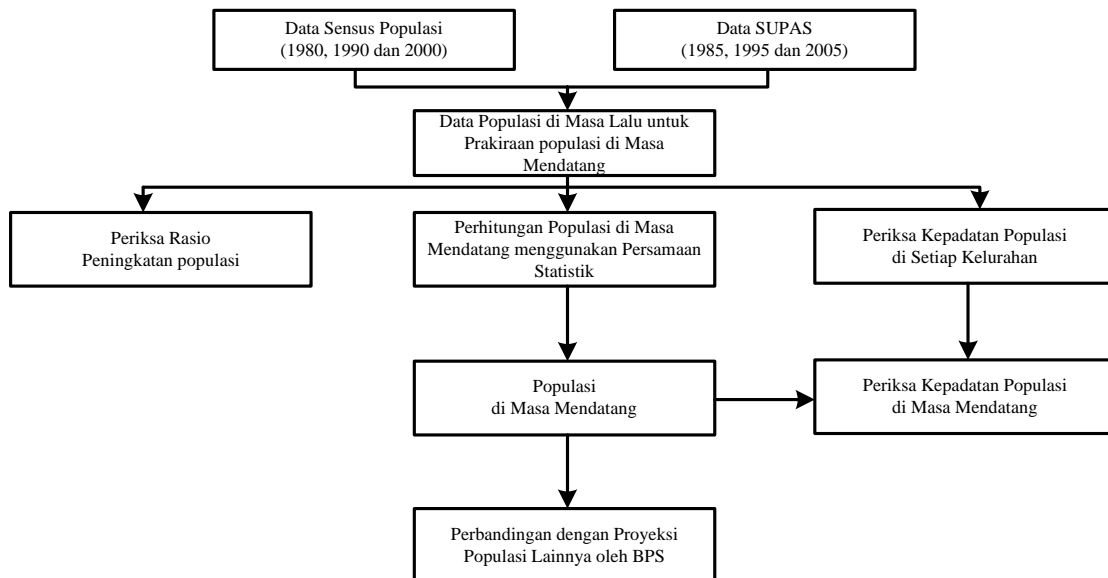 Data Sensus Populasi
(1980, 1990 dan 2000)
Data SUPAS
(1985, 1995 dan 2005)
Data Populasi di Masa Lalu untuk
Prakiraan populasi di Masa
Mendatang
Periksa Rasio
Peningkatan populasi
Perhitungan Populasi di Masa
Mendatang menggunakan Persamaan
Statistik
Periksa Kepadatan Populasi
di Setiap Kelurahan
Populasi
di Masa Mendatang
Periksa Kepadatan Populasi
di Masa Mendatang
Perbandingan dengan Proyeksi
Populasi Lainnya oleh BPS